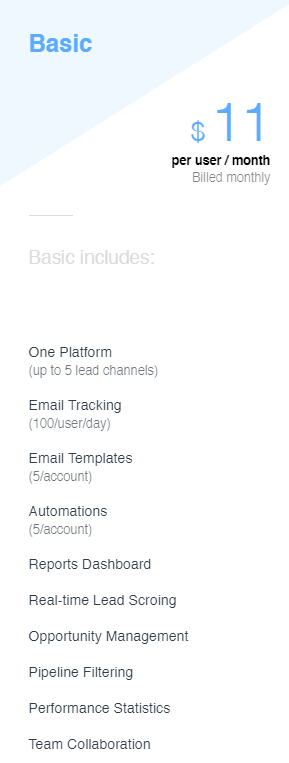 Basic
$ 11
per user / month
Billed monthly
Basic includes:
One Platform
(up to 5 lead channels)
Email Tracking
(100/user/day)
Email Templates
(5/account)
Automations
(5/account)
Reports Dashboard
Real-time Lead Scroing
Opportunity Management
Pipeline Filtering
Performance Statistics
Team Collaboration